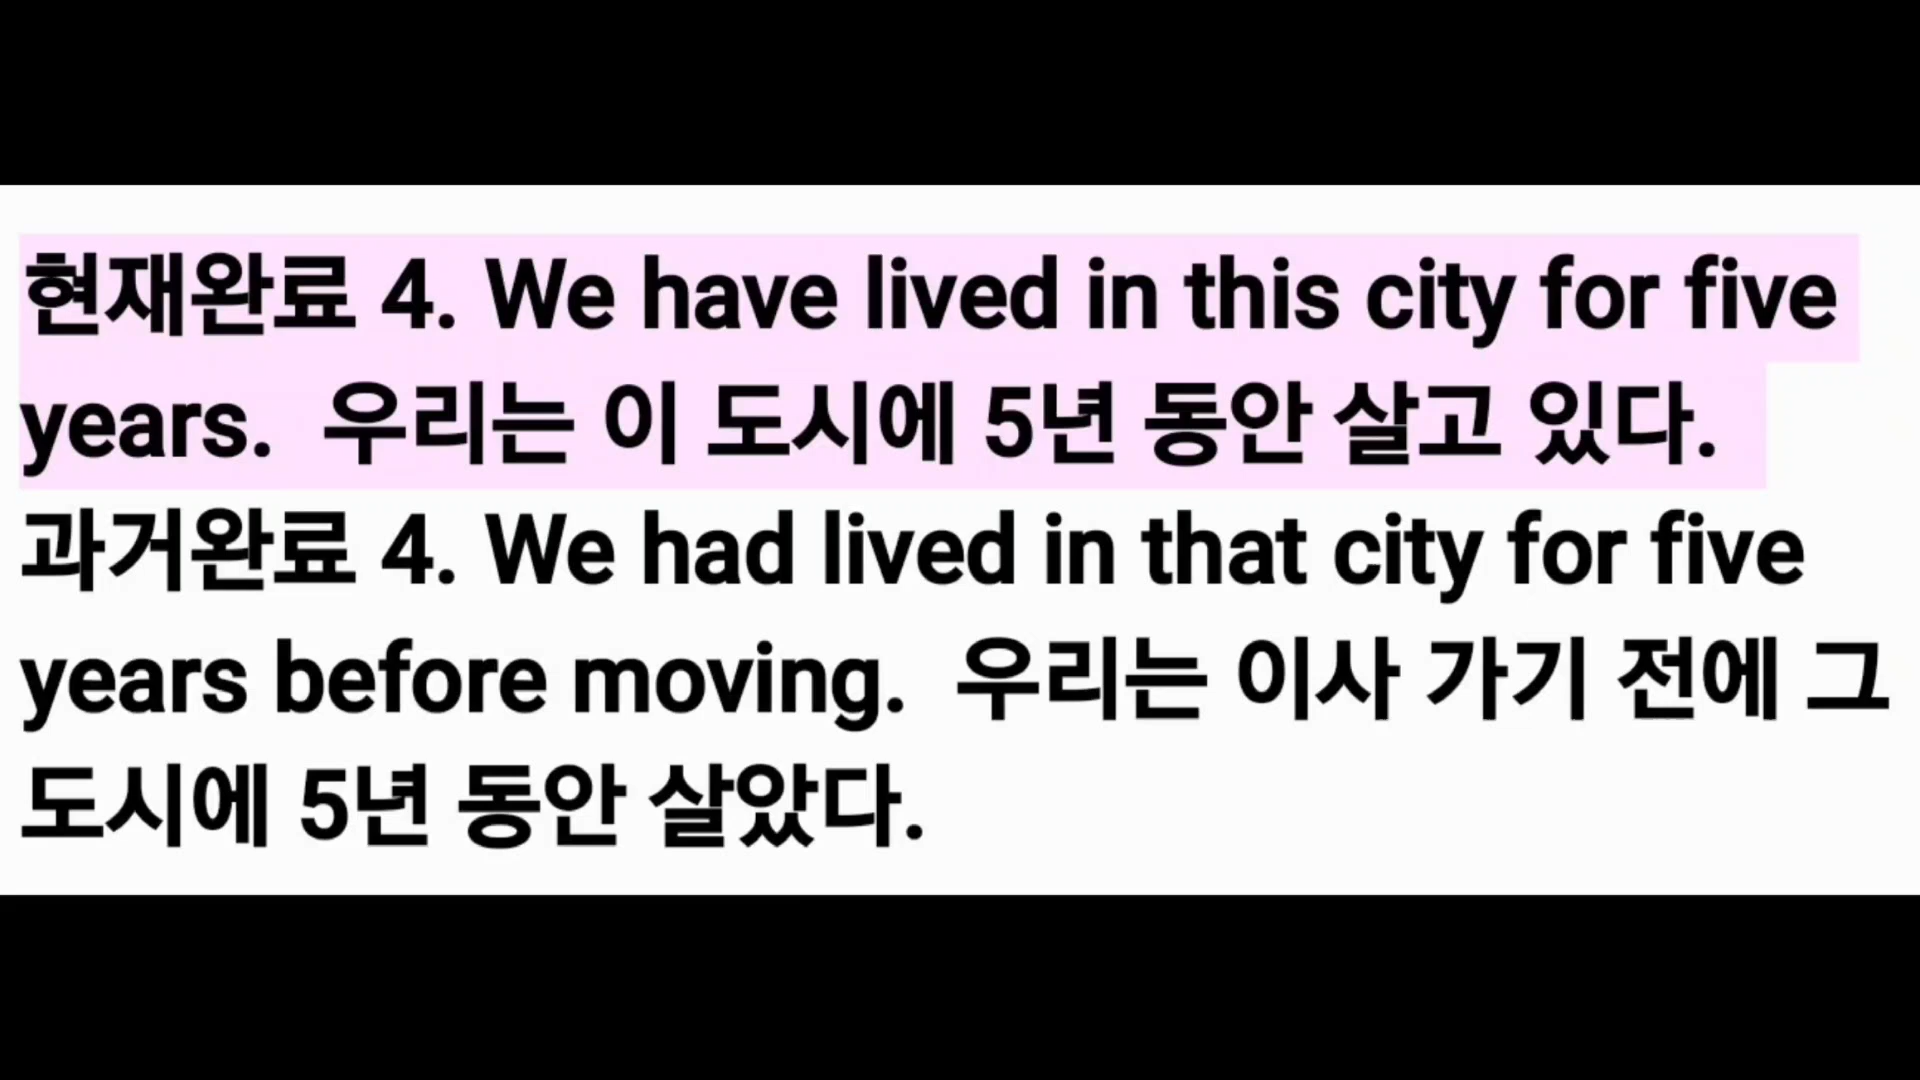 현재완료 4. We have lived in this city for five
years. 우리는 이 도시에 5년 동안 살고 있다.
과거완료 4. We had lived in that city for five
years before moving. 우리는 이사 가기 전에 그
도시에 5년 동안 살았다.